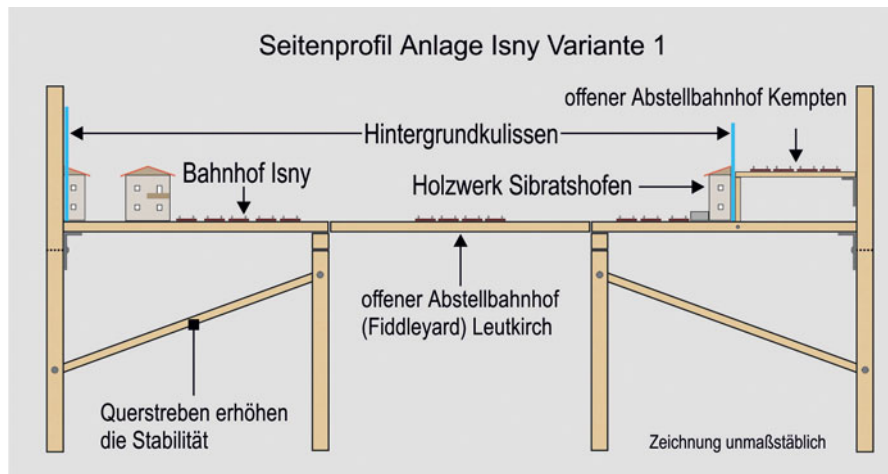 Seitenprofil Anlage Isny Variante 1
offener Abstellbahnhof Kempten
Hintergrundkulissen
Bahnhof Isny
Holzwerk Sibratshofen
offener Abstellbahnhof
(Fiddleyard) Leutkirch
Querstreben erhöhen
die Stabilität
Zeichnung unmaßstäblich